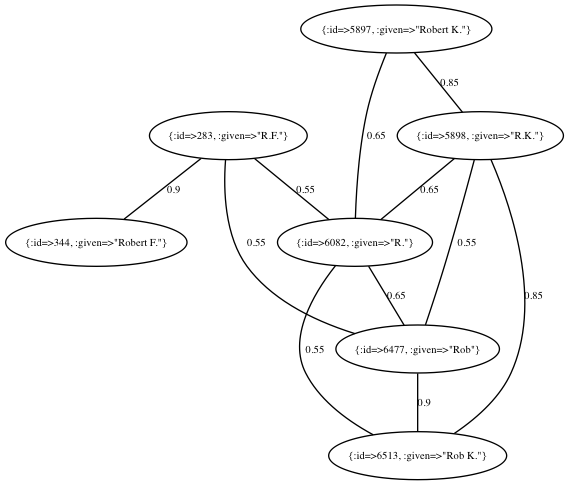 {:id=>5897, :given=>"Robert K."}
0.85
{:id=>283, :given=>"R.F."}
0.65
{:id=>5898, :given=>"R.K."}
0.9
0.55
0.65
{:id=>344, :given=>"Robert F."}
0.55
{:id=>6082, :given=>"R."}
0.55
0.65
0.85
0.55
{:id=>6477, :given=>"Rob"}
0.9
{:id=>6513, :given=>"Rob K."}